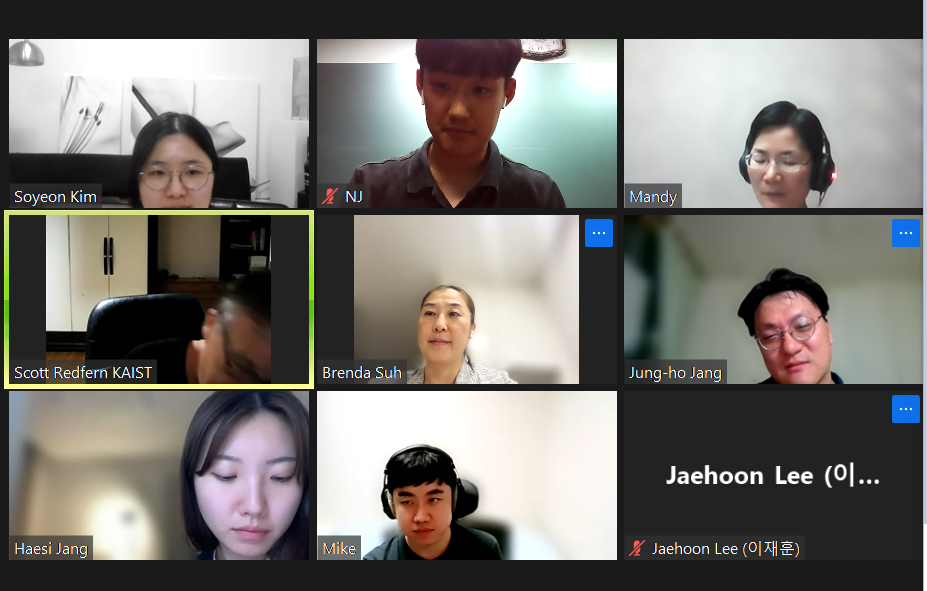 Soyeon Kim
NJ
Mandy
Scott Redfern KAIST
Brenda Suh
Jung-ho Jang
Haesi Jang
Mike
Jaehoon Lee (이...
Jaehoon Lee (이재훈)